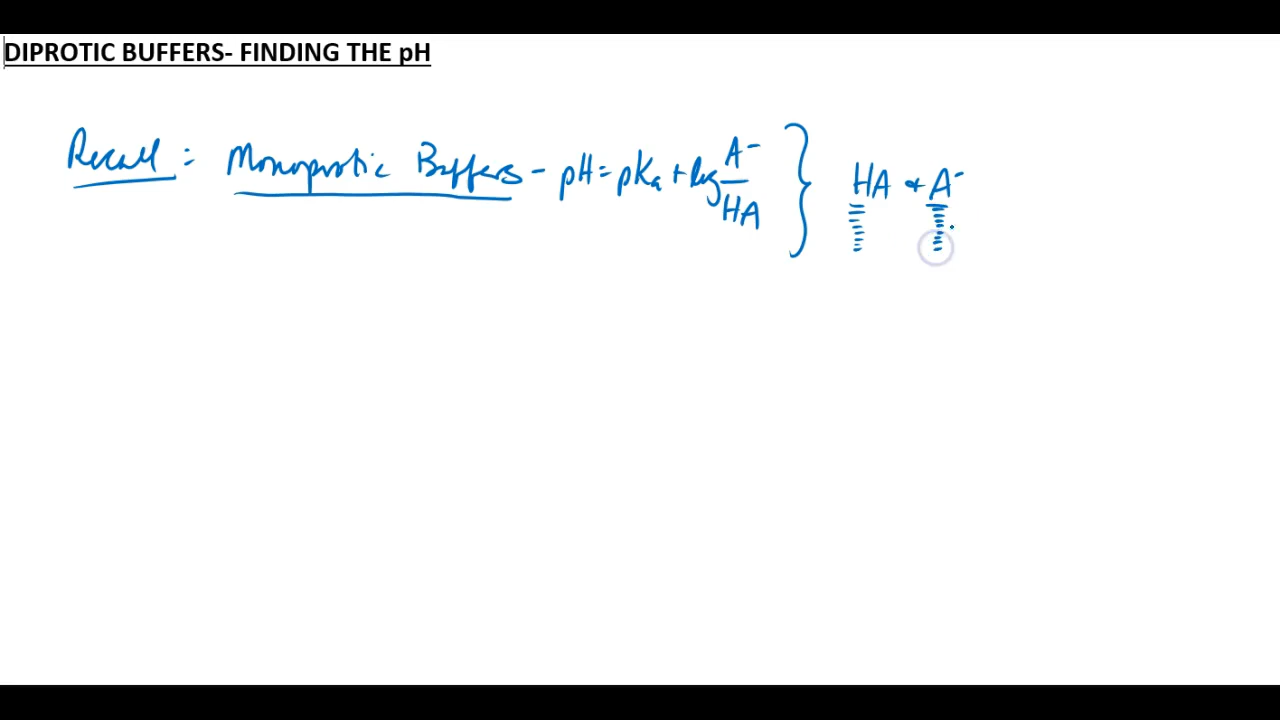 DIPROTIC BUFFERS- FINDING THE pH
Recall : Monoprotic Buffers - pH = pKa + log A-/HA } HA & A-